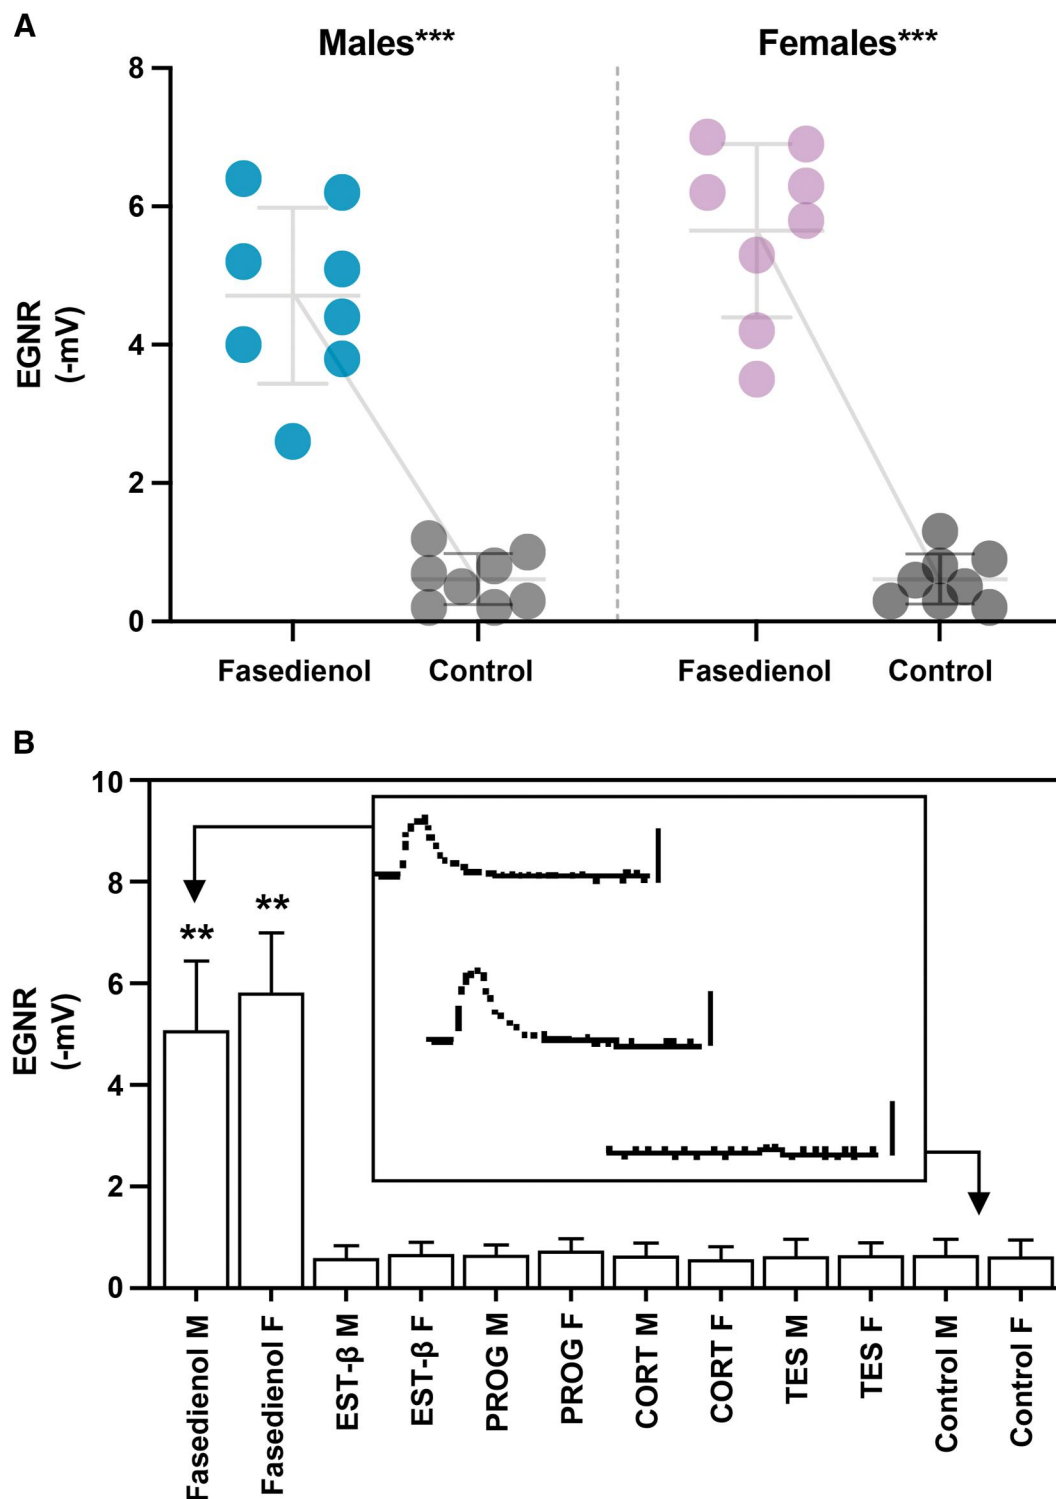 A
Males*** Females***
8
6
4
2
0
EGNR
(-mV)
Fasedienol Control Fasedienol Control
B
10
8
6
4
2
0
EGNR
(-mV)
** **
Fasedienol M
Fasedienol F
EST-β M
EST-β F
PROG M
PROG F
CORT M
CORT F
TES M
TES F
Control M
Control F